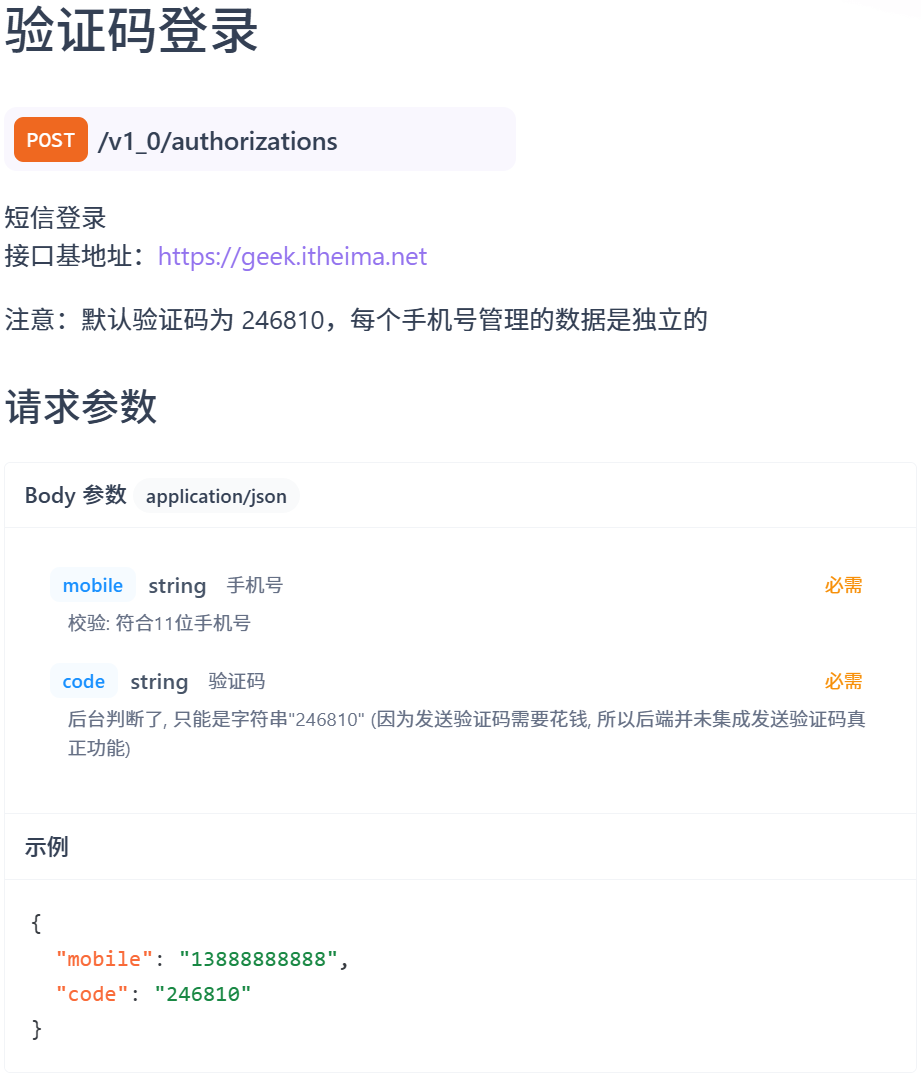 验证码登录
POST /v1_0/authorizations
短信登录
接口基地址：https://geek.itheima.net
注意：默认验证码为 246810，每个手机号管理的数据是独立的
请求参数
Body 参数 application/json
mobile string 手机号 必需
校验: 符合11位手机号
code string 验证码 必需
后台判断了, 只能是字符串"246810" (因为发送验证码需要花钱, 所以后端并未集成发送验证码真
正功能)
示例
{
"mobile": "13888888888",
"code": "246810"
}